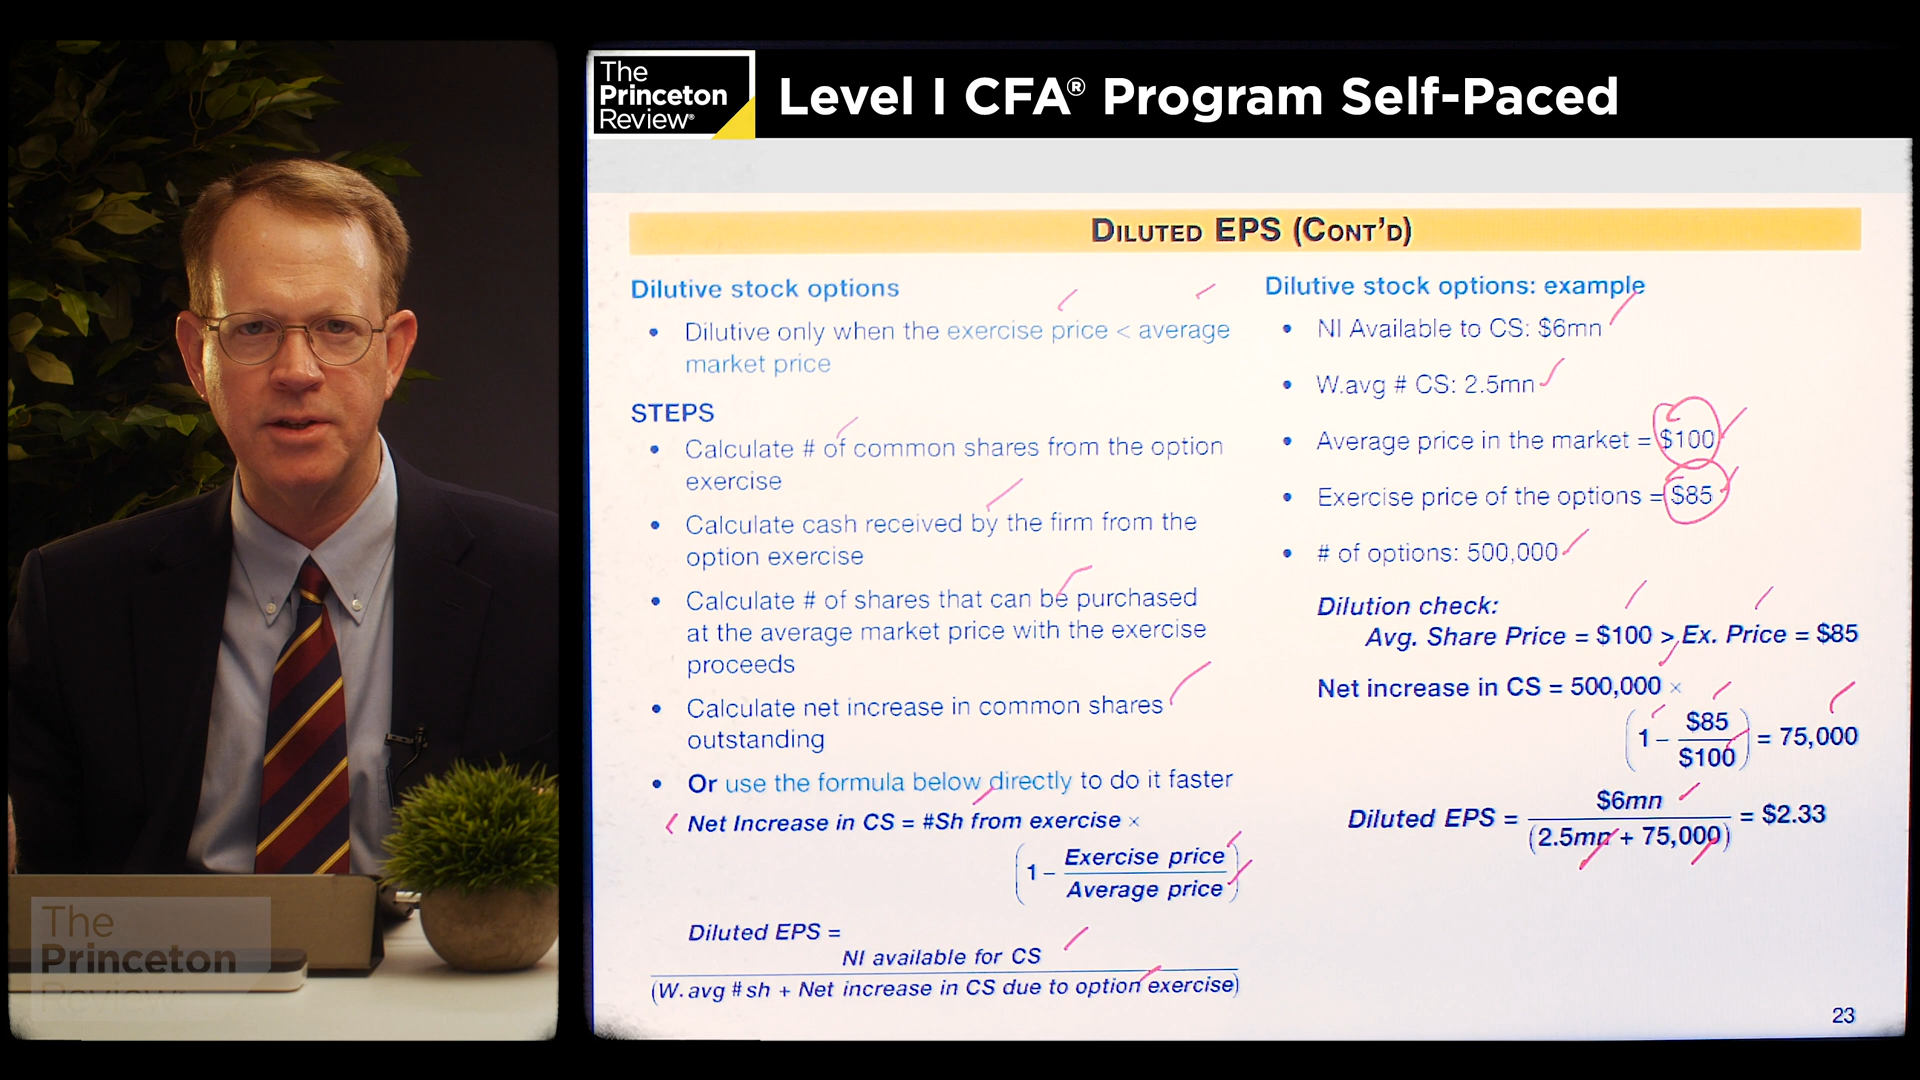 The
Princeton
Review®
Level I CFA® Program Self-Paced
DILUTED EPS (CONT'D)
Dilutive stock options
• Dilutive only when the exercise price < average
market price
STEPS
• Calculate # of common shares from the option
exercise
• Calculate cash received by the firm from the
option exercise
• Calculate # of shares that can be purchased
at the average market price with the exercise
proceeds
• Calculate net increase in common shares
outstanding
• Or use the formula below directly to do it faster
Net Increase in CS = #Sh from exercise ×
(1 – Exercise price
Average price)
Diluted EPS =
NI available for CS
(W.avg #sh + Net increase in CS due to option exercise)
Dilutive stock options: example
• NI Available to CS: $6mn
• W.avg # CS: 2.5mn
• Average price in the market = $100
• Exercise price of the options = $85
• # of options: 500,000
Dilution check:
Avg. Share Price = $100 > Ex. Price = $85
Net increase in CS = 500,000 ×
(1 – $85
$100) = 75,000
Diluted EPS = $6mn
(2.5mn + 75,000) = $2.33
23
The
Princeton
Review